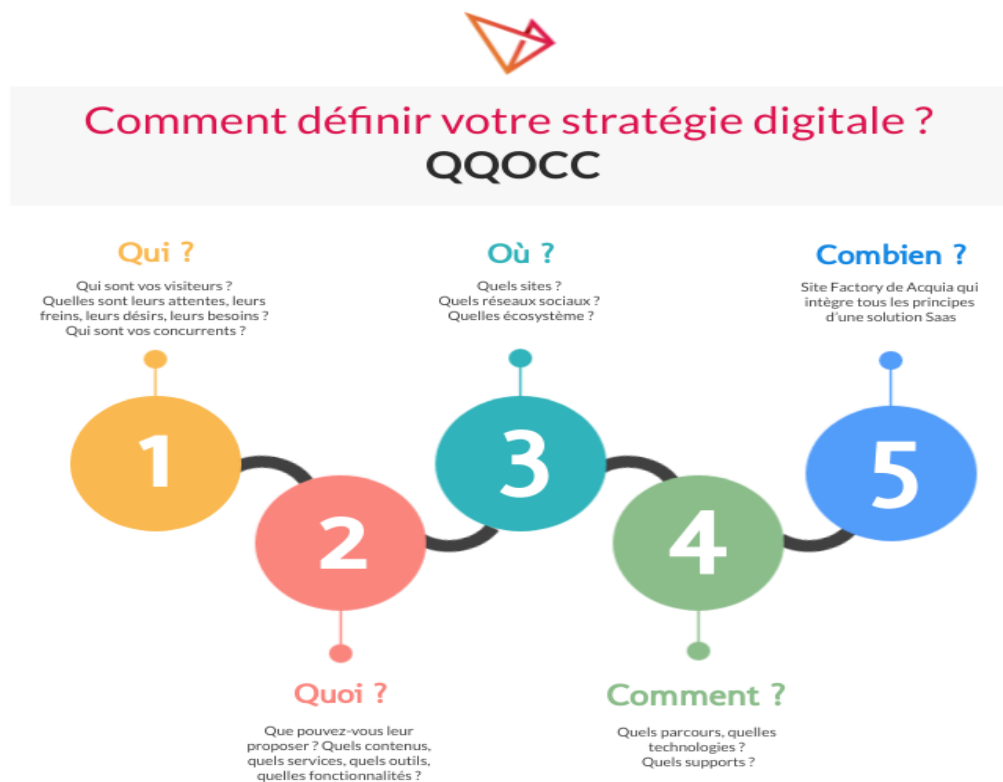 Comment définir votre stratégie digitale ?
QQOCC
Qui ?
Qui sont vos visiteurs ?
Quelles sont leurs attentes, leurs
freins, leurs désirs, leurs besoins ?
Qui sont vos concurrents ?
1
2
Quoi ?
Que pouvez-vous leur
proposer ? Quels contenus,
quels services, quels outils,
quelles fonctionnalités ?
Où ?
Quels sites ?
Quels réseaux sociaux ?
Quelles écosystème ?
3
4
Comment ?
Quels parcours, quelles
technologies ?
Quels supports ?
Combien ?
Site Factory de Acquia qui
intègre tous les principes
d'une solution Saas
5